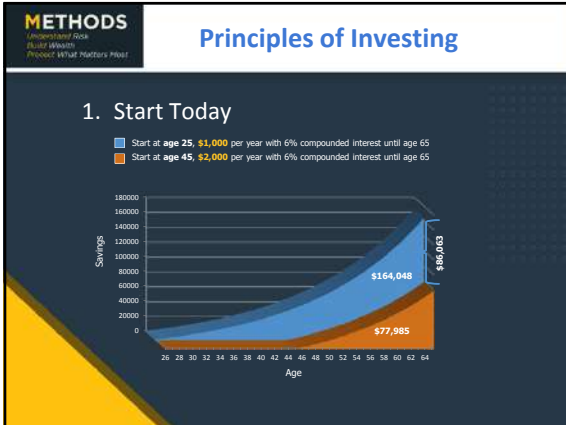 METHODS
Understand Risk
Build Wealth
Protect What Matters Most
Principles of Investing
1. Start Today
Start at age 25, $1,000 per year with 6% compounded interest until age 65
Start at age 45, $2,000 per year with 6% compounded interest until age 65
180000
160000
140000
120000
100000
80000
60000
40000
20000
0
Savings
$164,048
$86,063
$77,985
26 28 30 32 34 36 38 40 42 44 46 48 50 52 54 56 58 60 62 64
Age